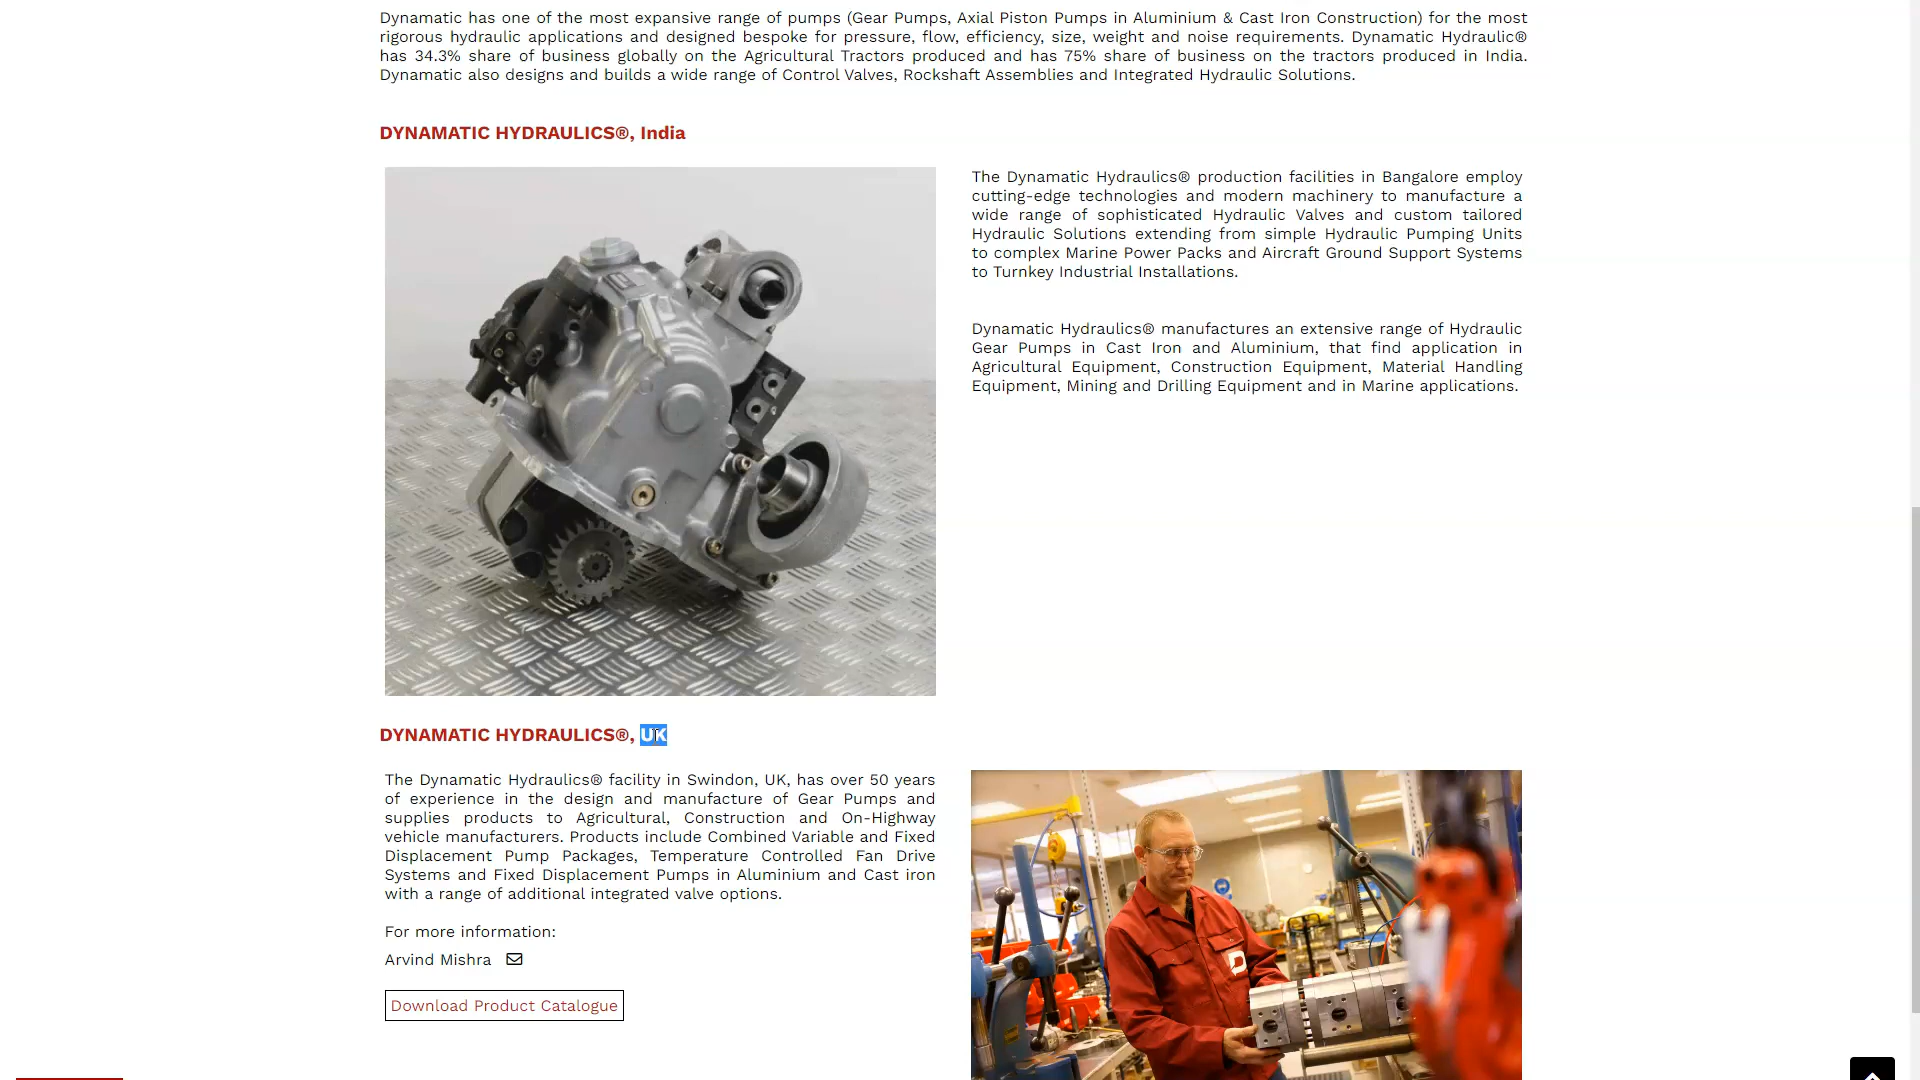 Dynamatic has one of the most expansive range of pumps (Gear Pumps, Axial Piston Pumps in Aluminium & Cast Iron Construction) for the most
rigorous hydraulic applications and designed bespoke for pressure, flow, efficiency, size, weight and noise requirements. Dynamatic Hydraulic®
has 34.3% share of business globally on the Agricultural Tractors produced and has 75% share of business on the tractors produced in India.
Dynamatic also designs and builds a wide range of Control Valves, Rockshaft Assemblies and Integrated Hydraulic Solutions.
DYNAMATIC HYDRAULICS®, India
The Dynamatic Hydraulics® production facilities in Bangalore employ
cutting-edge technologies and modern machinery to manufacture a
wide range of sophisticated Hydraulic Valves and custom tailored
Hydraulic Solutions extending from simple Hydraulic Pumping Units
to complex Marine Power Packs and Aircraft Ground Support Systems
to Turnkey Industrial Installations.
Dynamatic Hydraulics® manufactures an extensive range of Hydraulic
Gear Pumps in Cast Iron and Aluminium, that find application in
Agricultural Equipment, Construction Equipment, Material Handling
Equipment, Mining and Drilling Equipment and in Marine applications.
DYNAMATIC HYDRAULICS®, UK
The Dynamatic Hydraulics® facility in Swindon, UK, has over 50 years
of experience in the design and manufacture of Gear Pumps and
supplies products to Agricultural, Construction and On-Highway
vehicle manufacturers. Products include Combined Variable and Fixed
Displacement Pump Packages, Temperature Controlled Fan Drive
Systems and Fixed Displacement Pumps in Aluminium and Cast iron
with a range of additional integrated valve options.
For more information:
Arvind Mishra
Download Product Catalogue